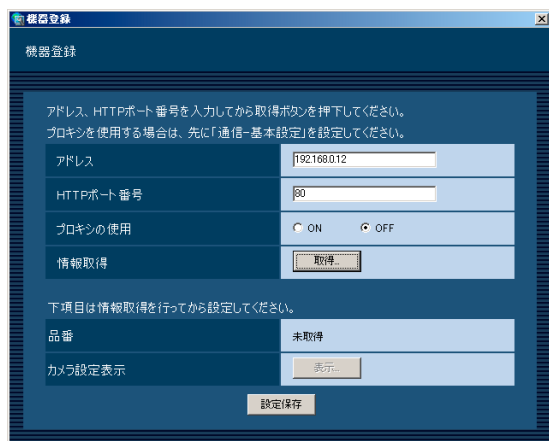 機器登録
機器登録
アドレス、HTTPポート番号を入力してから取得ボタンを押下してください。
プロキシを使用する場合は、先に「通信-基本設定」を設定してください。
アドレス 192.168.0.12
HTTPポート番号 80
プロキシの使用 ON OFF
情報取得 取得...
下項目は情報取得を行ってから設定してください。
品番 未取得
カメラ設定表示 表示...
設定保存